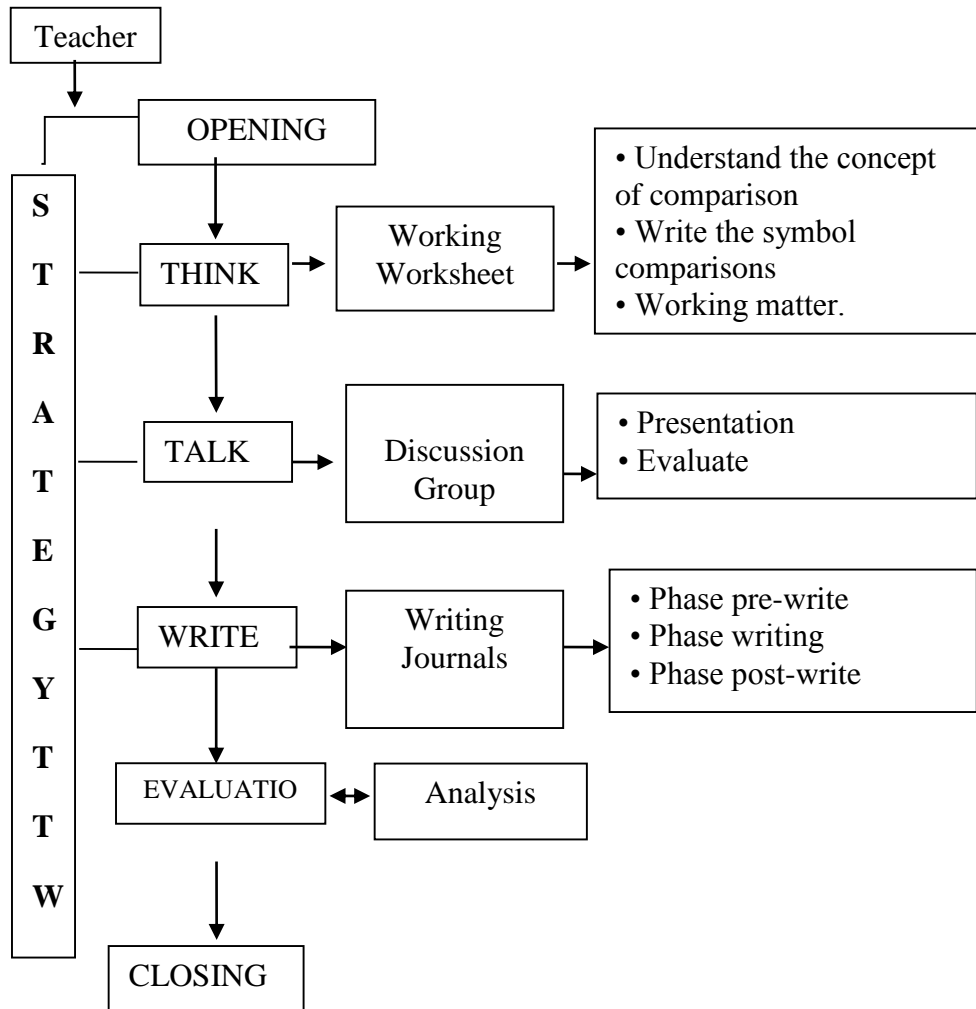 Teacher
OPENING
S
T
R
A
T
E
G
Y
T
T
W
THINK
Working
Worksheet
• Understand the concept
of comparison
• Write the symbol
comparisons
• Working matter.
TALK
Discussion
Group
• Presentation
• Evaluate
WRITE
Writing
Journals
• Phase pre-write
• Phase writing
• Phase post-write
EVALUATIO
Analysis
CLOSING